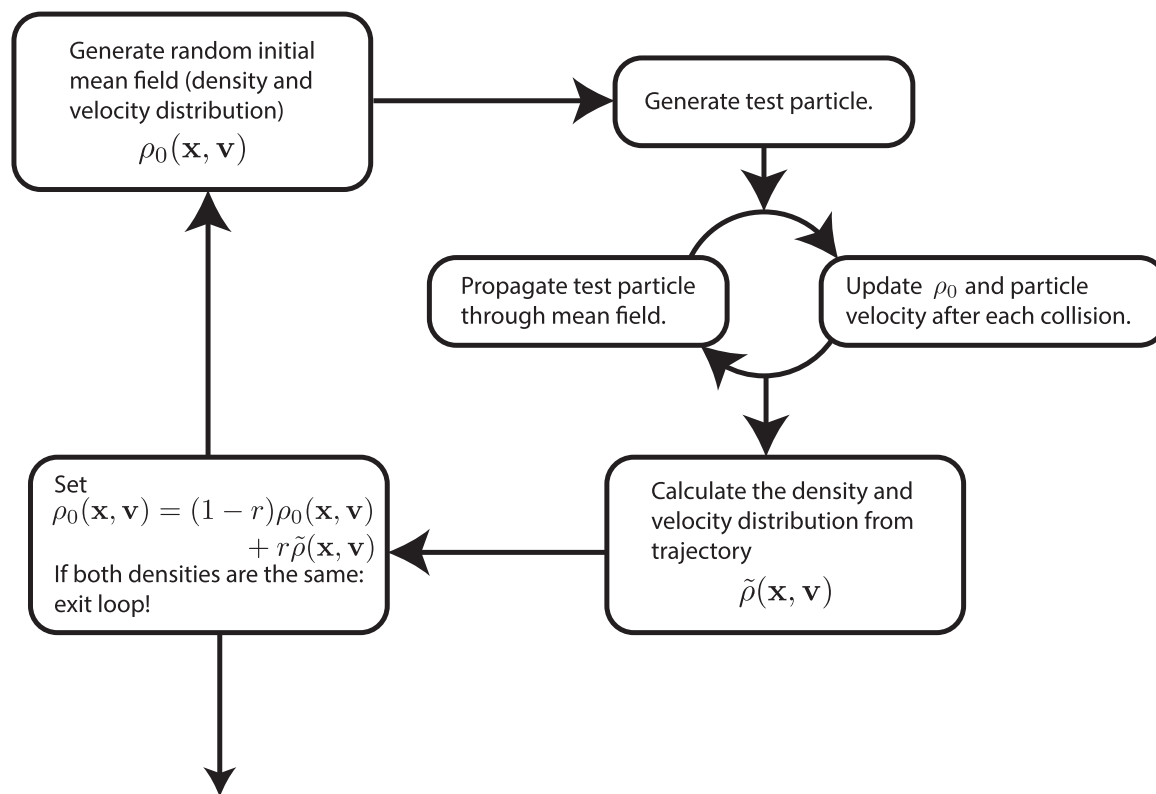 Generate random initial
mean field (density and
velocity distribution)
ρ₀(𝐱, 𝐯)
Generate test particle.
Propagate test particle
through mean field.
Update ρ₀ and particle
velocity after each collision.
Calculate the density and
velocity distribution from
trajectory
ρ̃(𝐱, 𝐯)
Set
ρ₀(𝐱, 𝐯) = (1 − r)ρ₀(𝐱, 𝐯)
+ rρ̃(𝐱, 𝐯)
If both densities are the same:
exit loop!